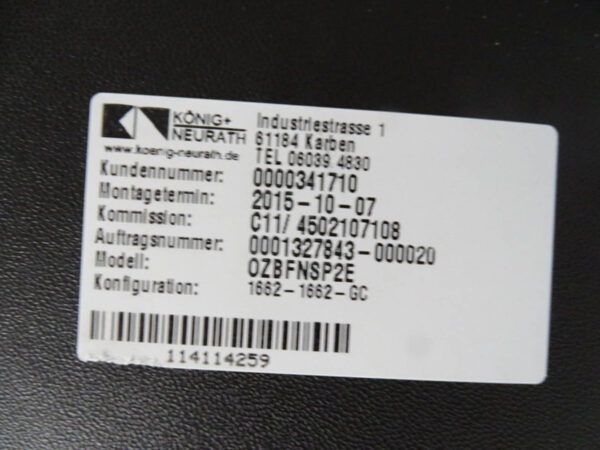 KÖNIG+
NEURATH
www.koenig-neurath.de
Industriestrasse 1
61184 Karben
TEL 06039 4830
Kundennummer: 0000341710
Montagetermin: 2015-10-07
Kommission: C11/ 4502107108
Auftragsnummer: 0001327843-000020
Modell: OZBFNSP2E
Konfiguration: 1662-1662-GC
114114259